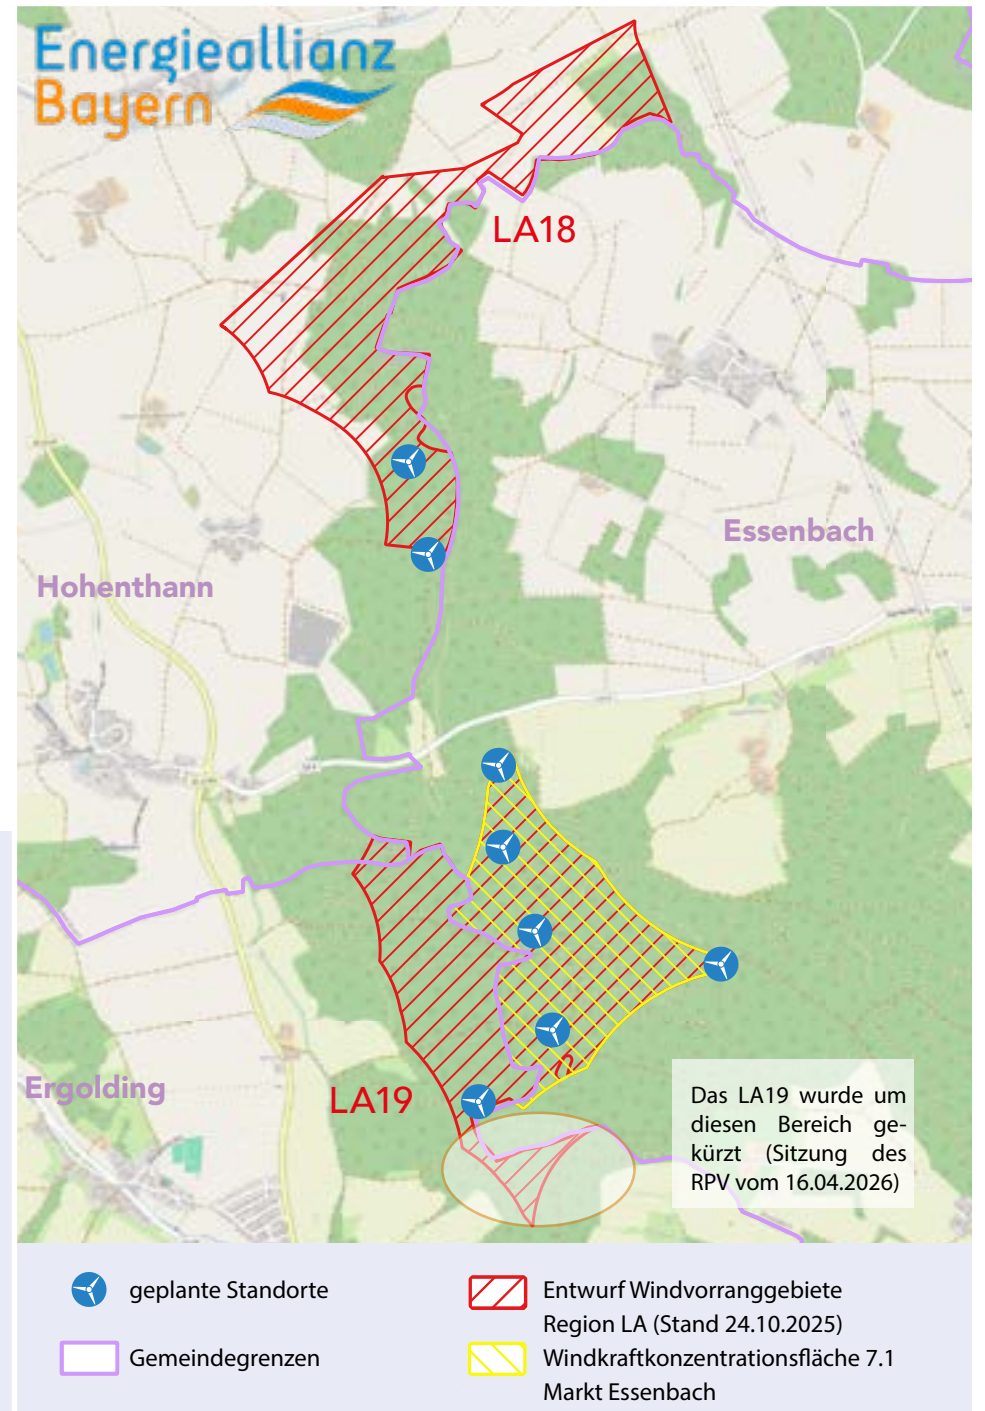 Energieallianz
Bayern
LA18
Essenbach
Hohenthann
Ergolding
LA19
Das LA19 wurde um
diesen Bereich ge-
kürzt (Sitzung des
RPV vom 16.04.2026)
geplante Standorte
Gemeindegrenzen
Entwurf Windvorranggebiete
Region LA (Stand 24.10.2025)
Windkraftkonzentrationsfläche 7.1
Markt Essenbach